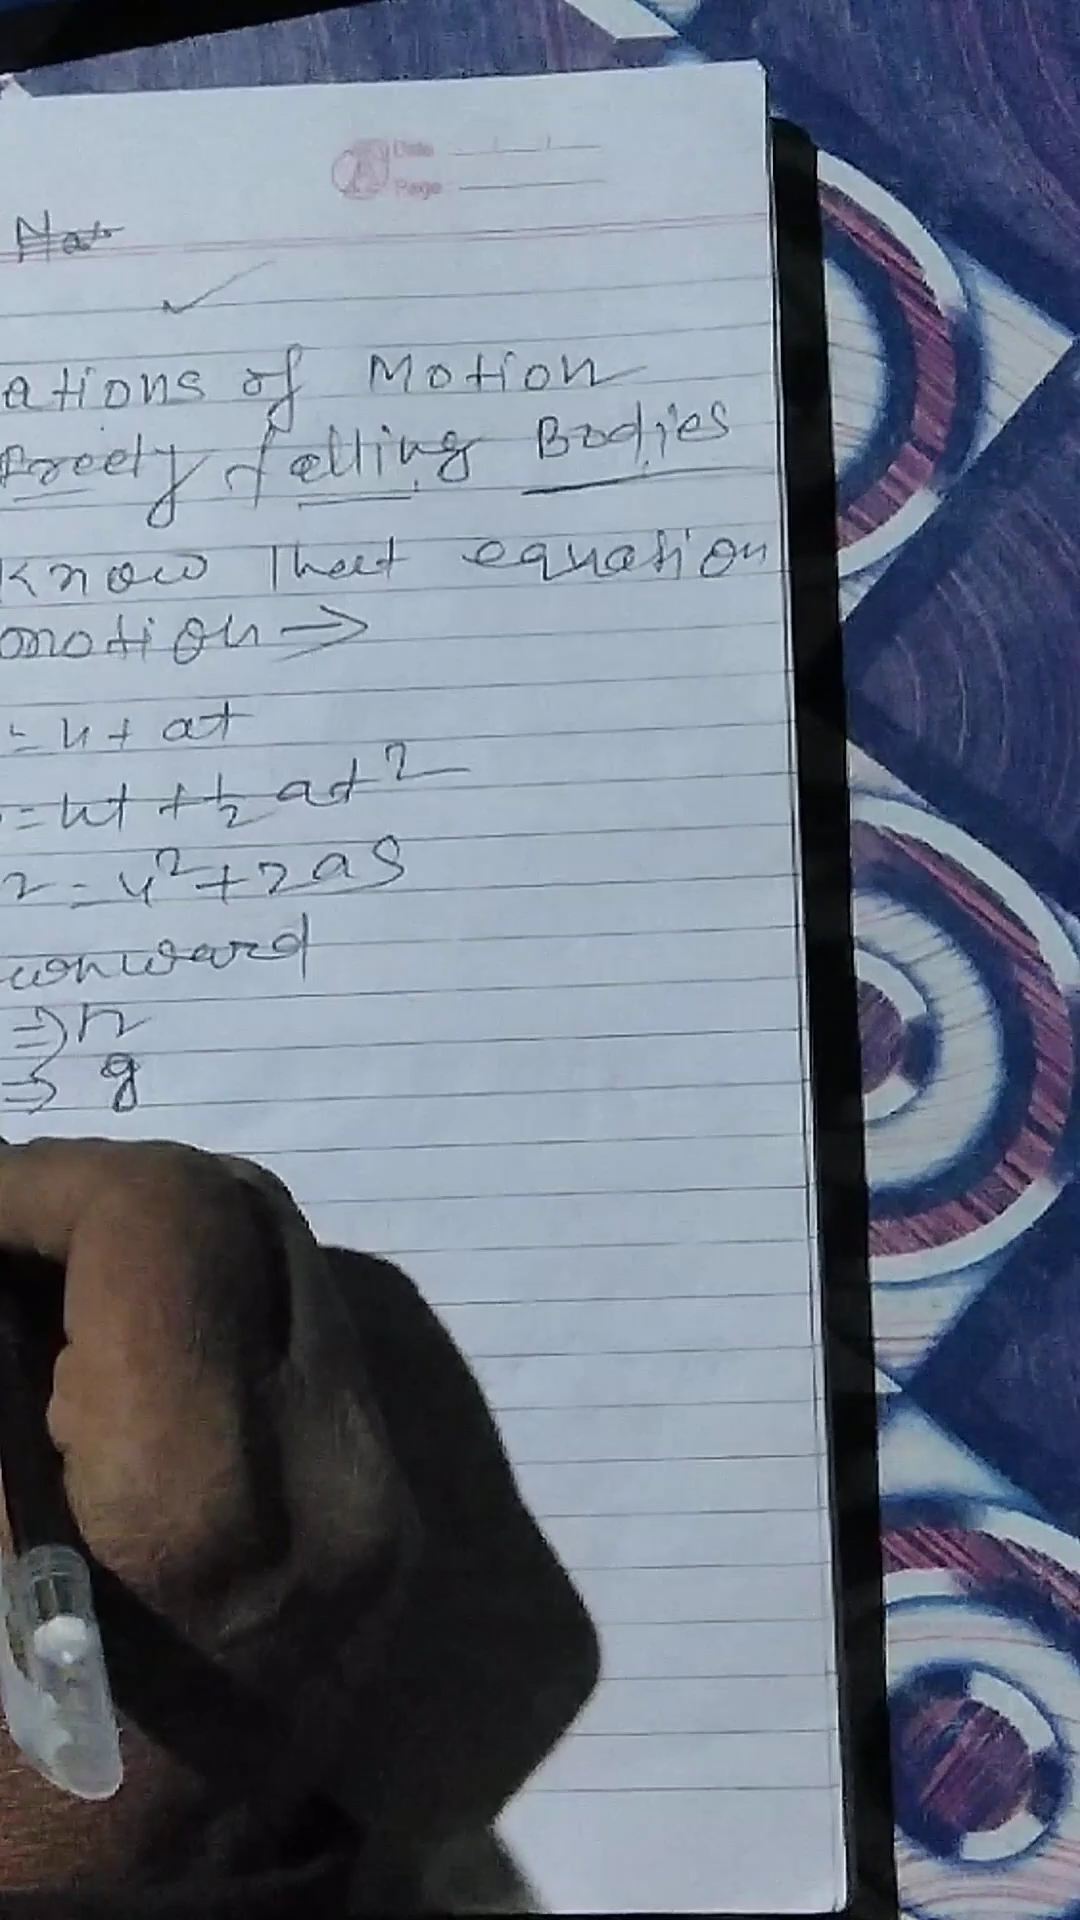 Date
Page
ations of Motion
freely falling Bodies
know that equation
motion →
= u + at
= ut + 1/2 at²
2 = u² + 2as
ownward
⇒ h
⇒ g